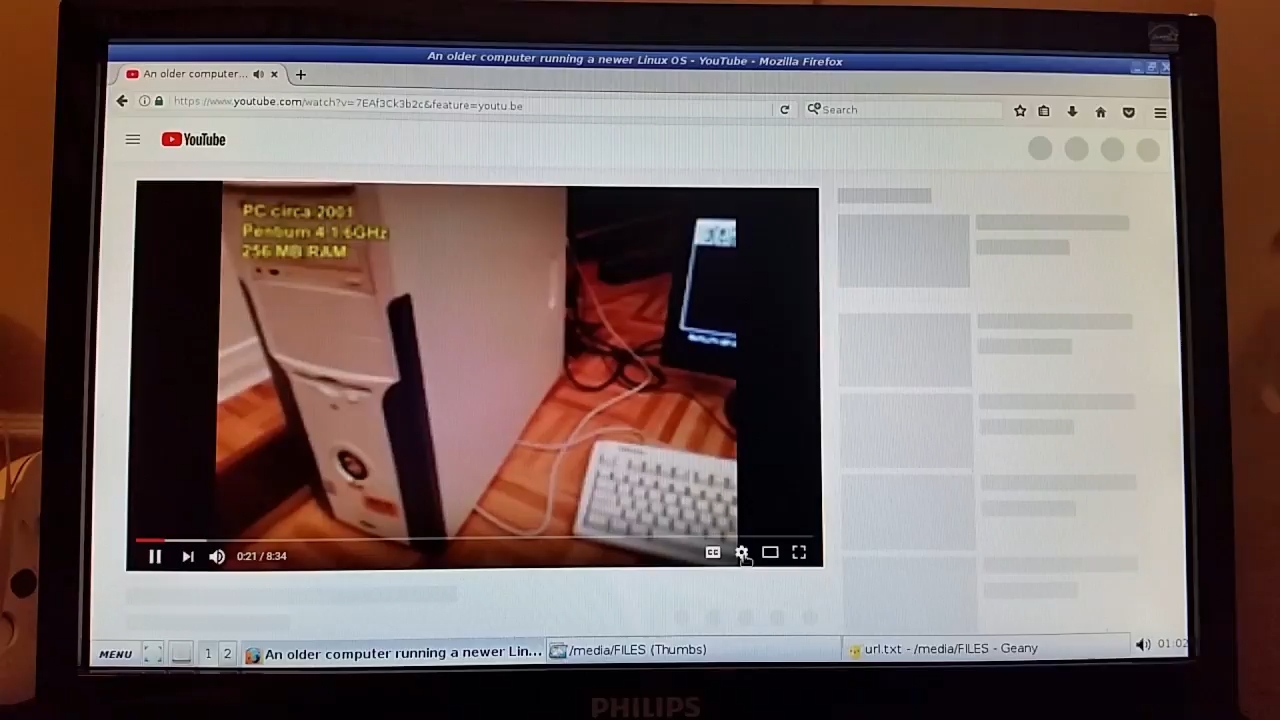 An older computer running a newer Linux OS - YouTube - Mozilla Firefox
An older computer...
https://www.youtube.com/watch?v=7EAf3Ck3b2c&feature=youtu.be
Search
YouTube
PC circa 2001
Pentium 4 1.6GHz
256 MB RAM
CC
0:21 / 8:34
MENU
1 2
An older computer running a newer Lin...
/media/FILES (Thumbs)
url.txt - /media/FILES - Geany
01:02
PHILIPS